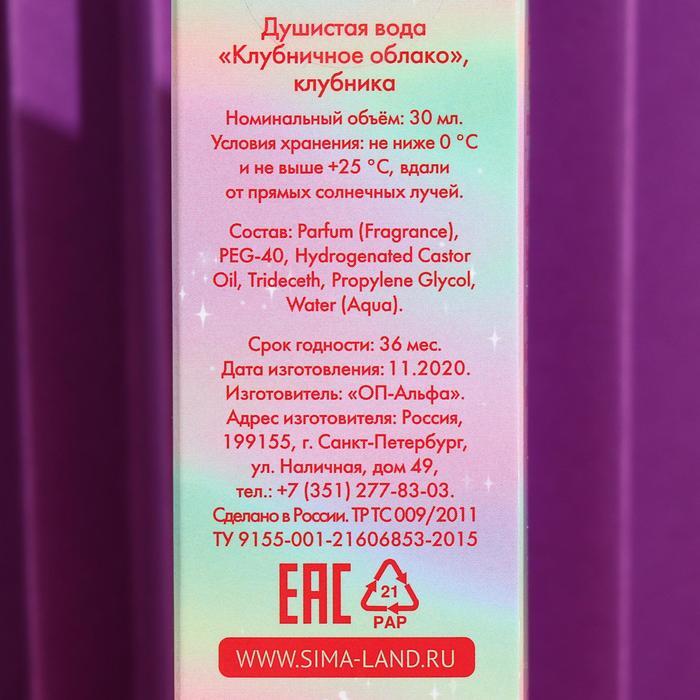 Душистая вода
«Клубничное облако»,
клубника
Номинальный объём: 30 мл.
Условия хранения: не ниже 0 °C
и не выше +25 °C, вдали
от прямых солнечных лучей.
Состав: Parfum (Fragrance),
PEG-40, Hydrogenated Castor
Oil, Trideceth, Propylene Glycol,
Water (Aqua).
Срок годности: 36 мес.
Дата изготовления: 11.2020.
Изготовитель: «ОП-Альфа».
Адрес изготовителя: Россия,
199155, г. Санкт-Петербург,
ул. Наличная, дом 49,
тел.: +7 (351) 277-83-03.
Сделано в России. ТР ТС 009/2011
ТУ 9155-001-21606853-2015
EAC
21
PAP
WWW.SIMA-LAND.RU